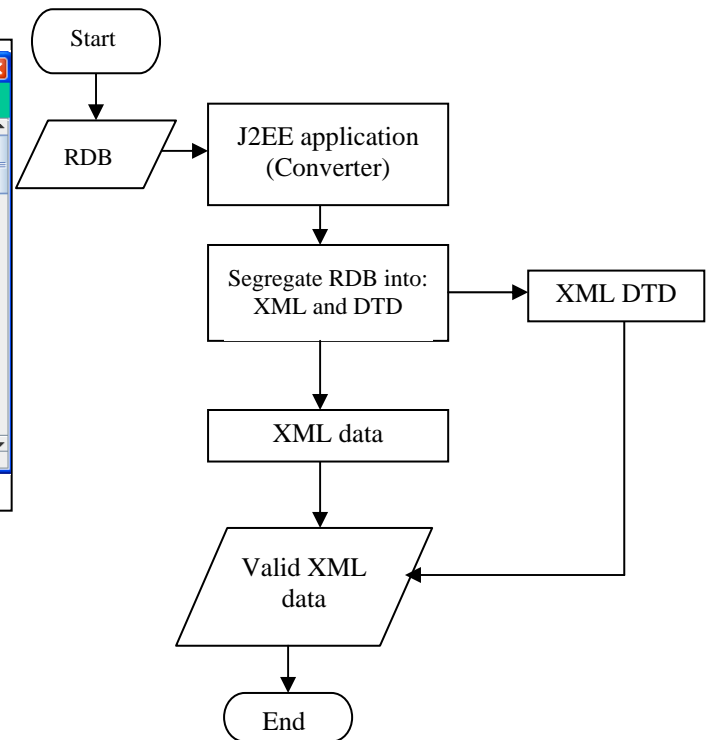 Start
RDB
J2EE application
(Converter)
Segregate RDB into:
XML and DTD
XML DTD
XML data
Valid XML
data
End